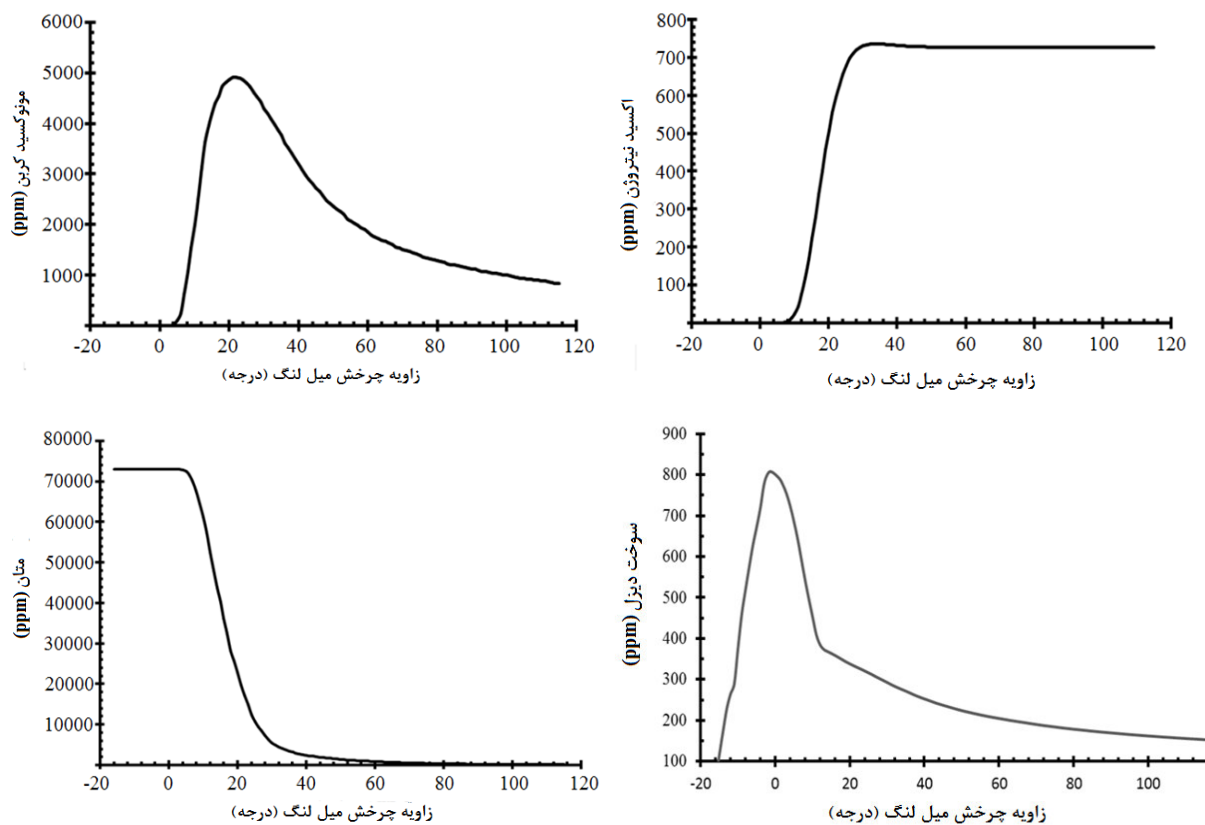 6000
5000
4000
3000
2000
1000
-20 0 20 40 60 80 100 120
مونوکسید کربن (ppm)
زاویه چرخش میل لنگ (درجه)
800
700
600
500
400
300
200
100
-20 0 20 40 60 80 100 120
اکسید نیتروژن (ppm)
زاویه چرخش میل لنگ (درجه)
80000
70000
60000
50000
40000
30000
20000
10000
-20 0 20 40 60 80 100 120
متان (ppm)
زاویه چرخش میل لنگ (درجه)
900
800
700
600
500
400
300
200
100
-20 0 20 40 60 80 100
سوخت دیزل (ppm)
زاویه چرخش میل لنگ (درجه)